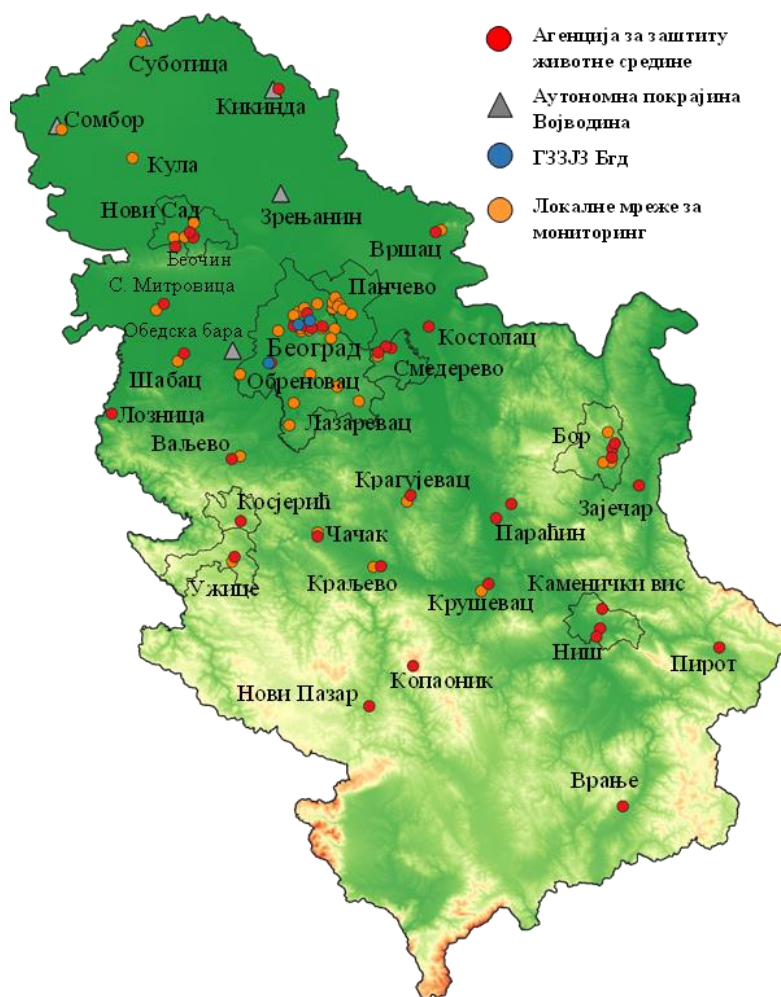 Агенција за заштиту
животне средине
Аутономна покрајина
Војводина
ГЗЗЈЗ Бгд
Локалне мреже за
мониторинг
Суботица
Кикинда
Сомбор
Кула
Нови Сад
Зрењанин
Вршац
Беочин
С. Митровица
Панчево
Обедска бара
Костолац
Београд
Смедерево
Шабац
Обреновац
Лозница
Лазаревац
Бор
Ваљево
Крагујевац
Косјерић
Зајечар
Чачак
Параћин
Краљево
Каменички вис
Ужице
Крушевац
Ниш
Пирот
Копаоник
Нови Пазар
Врање